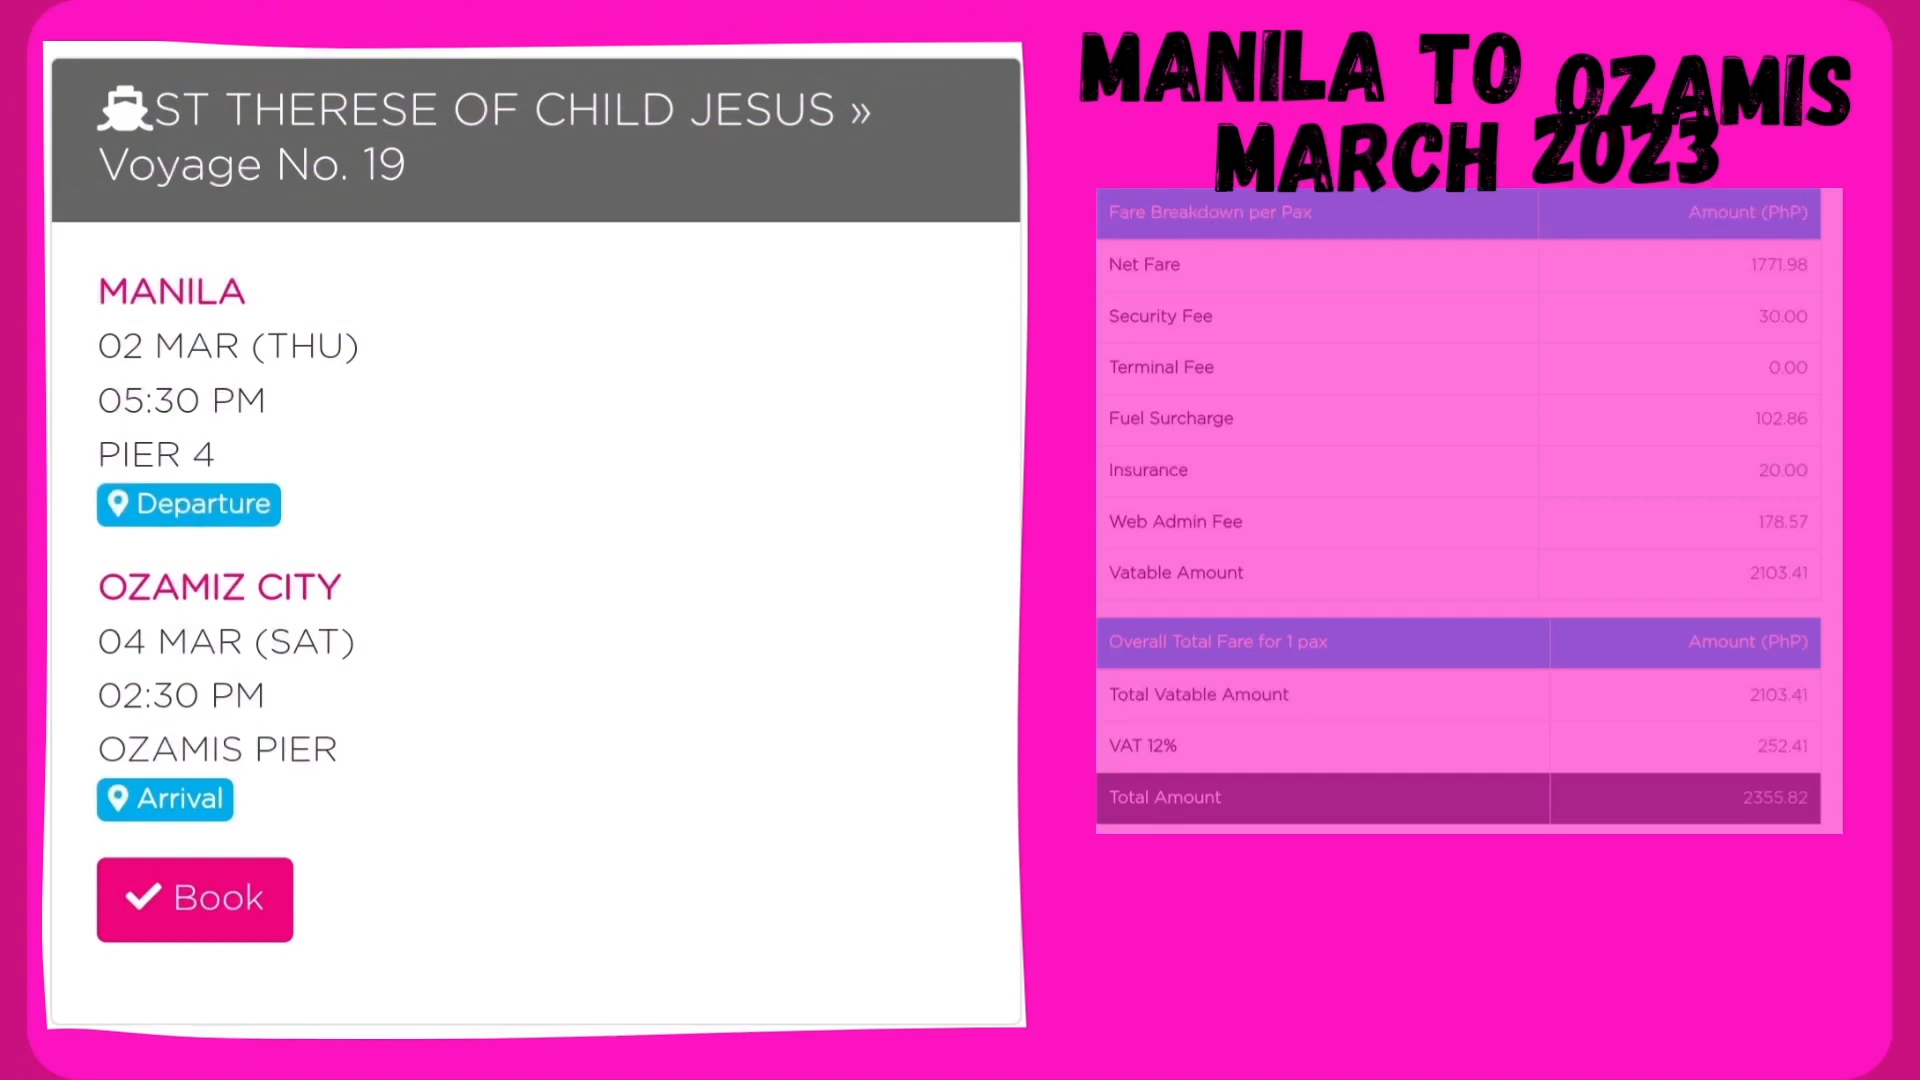 ST THERESE OF CHILD JESUS »
Voyage No. 19
MANILA
02 MAR (THU)
05:30 PM
PIER 4
Departure
OZAMIZ CITY
04 MAR (SAT)
02:30 PM
OZAMIS PIER
Arrival
Book
MANILA TO OZAMIS
MARCH 2023
Fare Breakdown per Pax Amount (PhP)
Net Fare 1771.98
Security Fee 30.00
Terminal Fee 0.00
Fuel Surcharge 102.86
Insurance 20.00
Web Admin Fee 178.57
Vatable Amount 2103.41
Overall Total Fare for 1 pax Amount (PhP)
Total Vatable Amount 2103.41
VAT 12% 252.41
Total Amount 2355.82